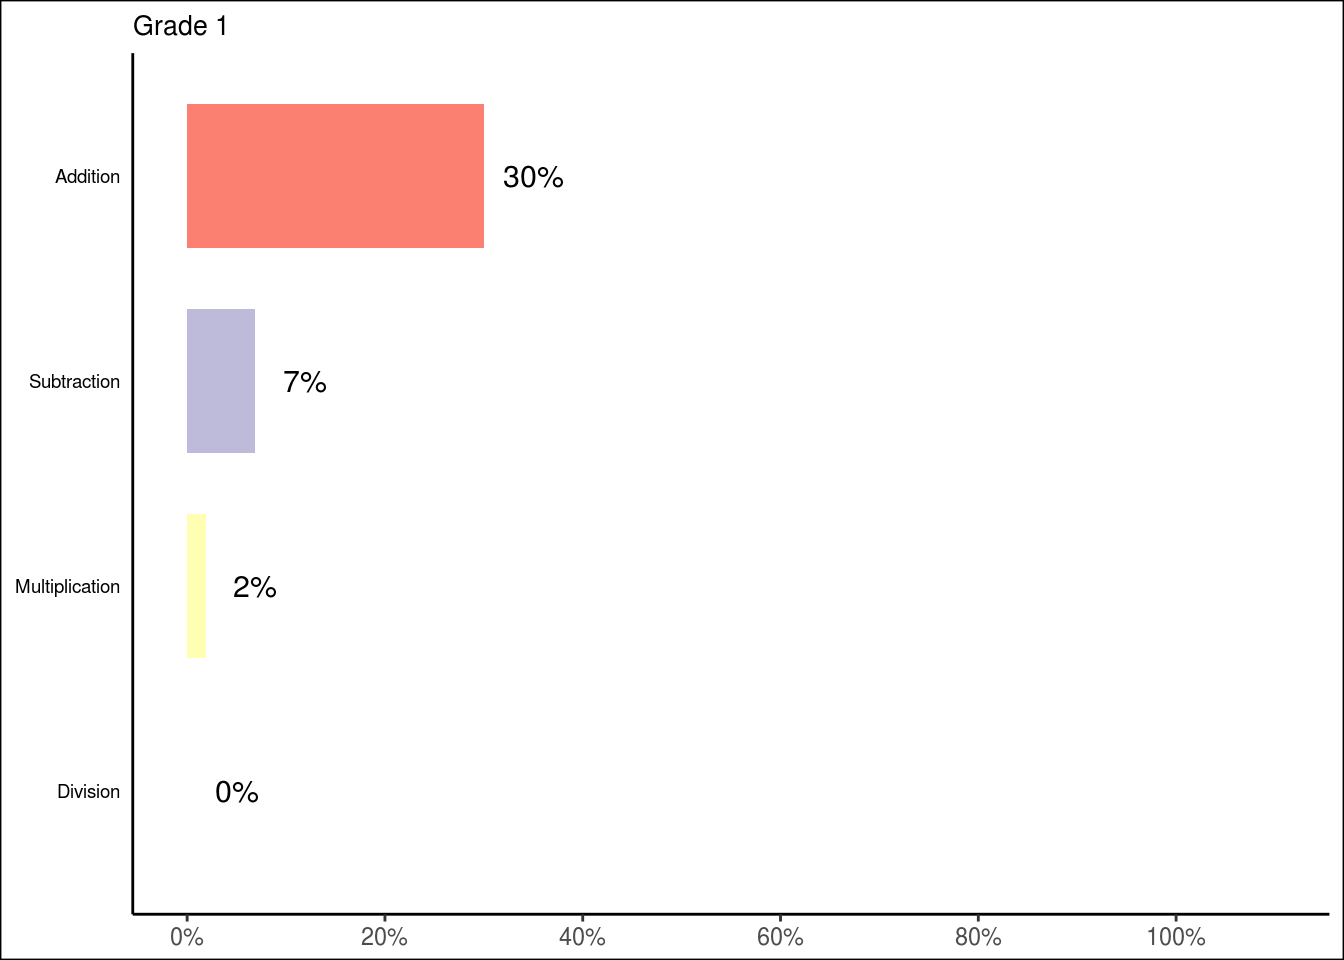 Grade 1
Addition 30%
Subtraction 7%
Multiplication 2%
Division 0%
0% 20% 40% 60% 80% 100%